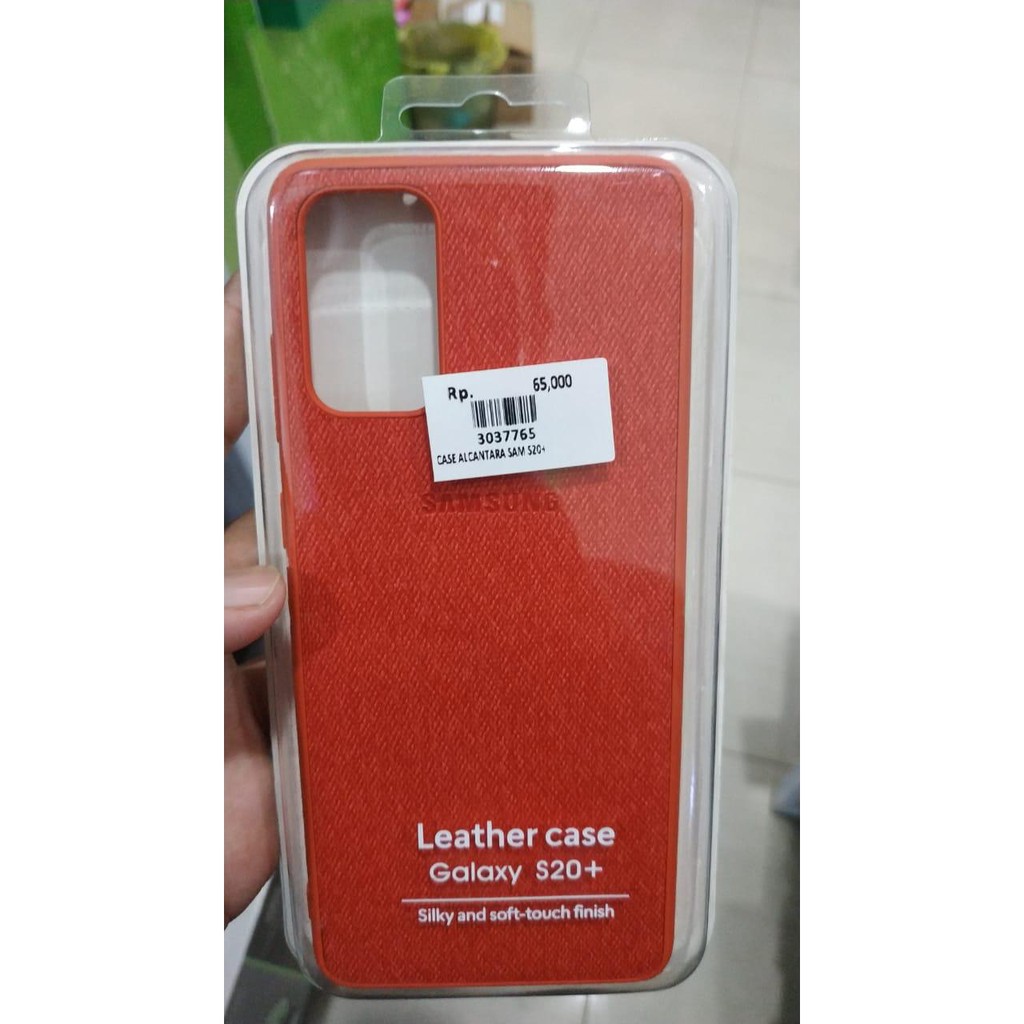 Rp. 65,000
3037765
CASE ALCANTARA SAM S20+
SAMSUNG
Leather case
Galaxy S20+
Silky and soft-touch finish